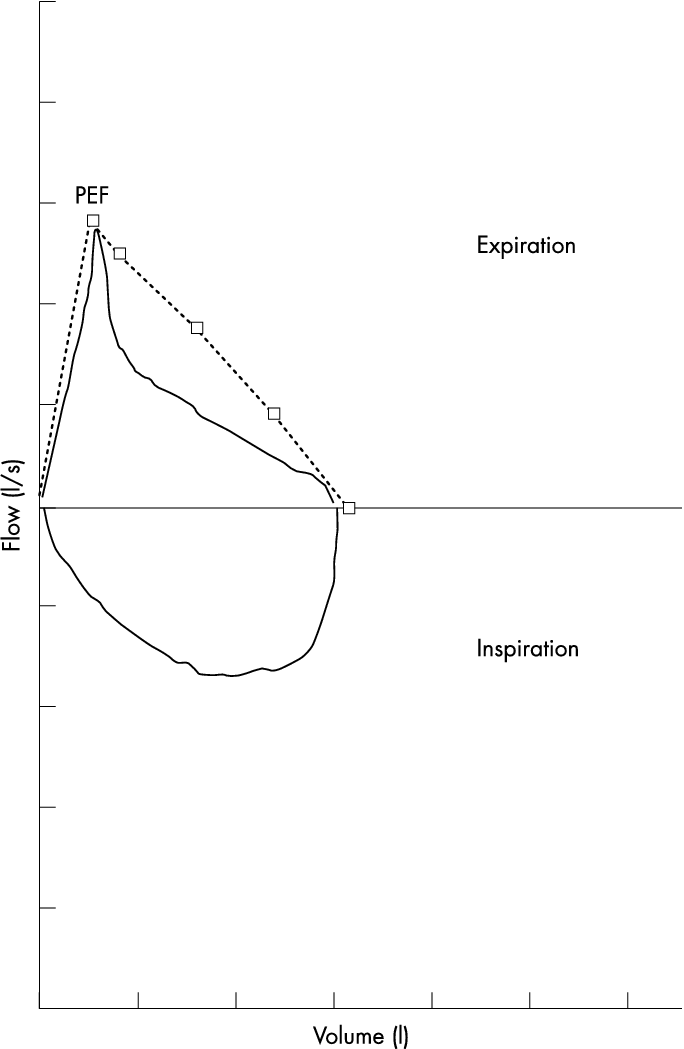 PEF
Expiration
Flow (l/s)
Inspiration
Volume (l)